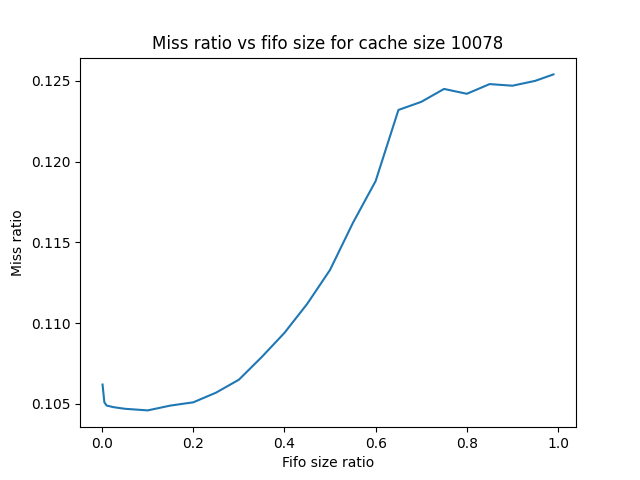 Miss ratio vs fifo size for cache size 10078
0.125
0.120
0.115
0.110
0.105
Miss ratio
0.0 0.2 0.4 0.6 0.8 1.0
Fifo size ratio